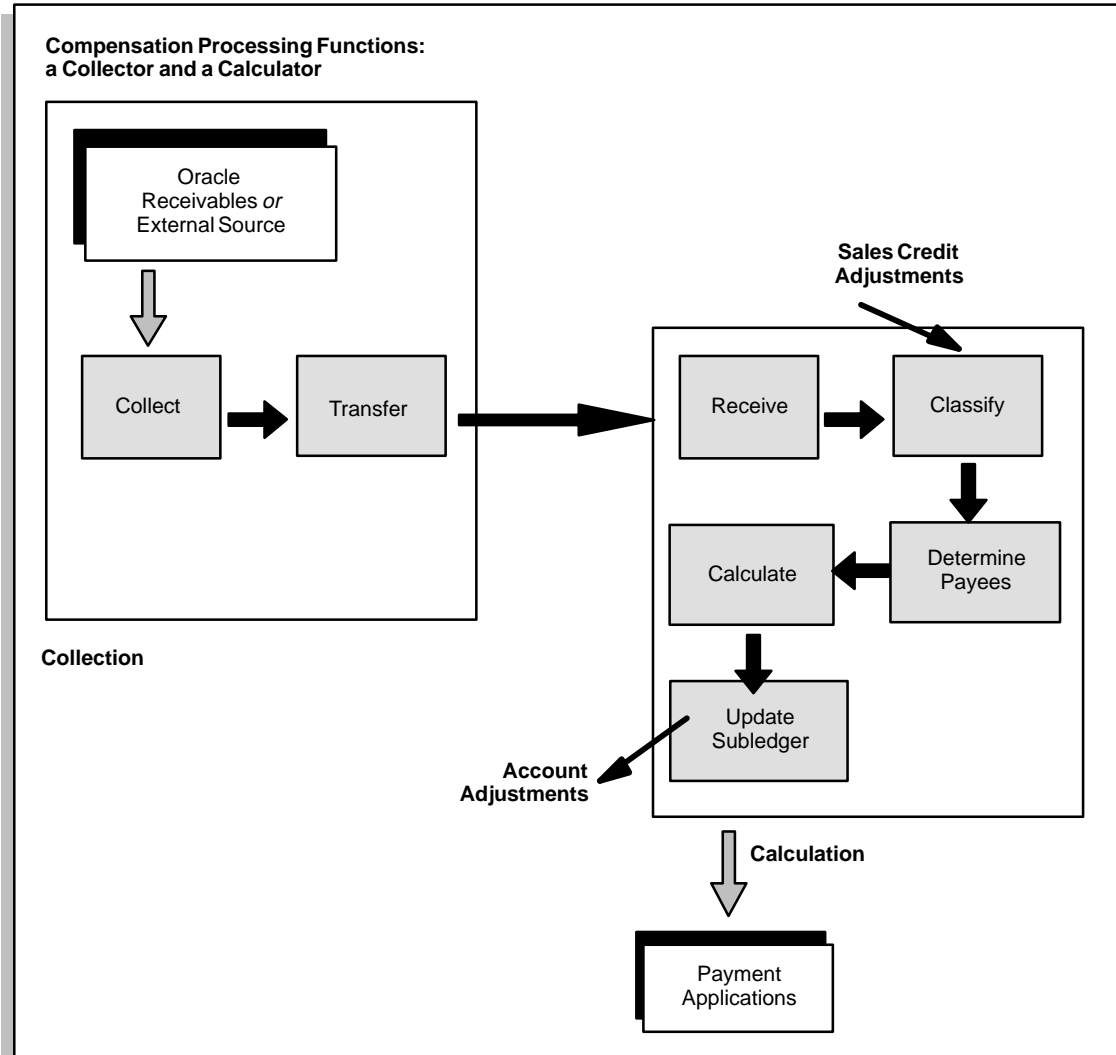 Compensation Processing Functions:
a Collector and a Calculator
Oracle
Receivables or
External Source
Collect
Transfer
Collection
Sales Credit
Adjustments
Receive
Classify
Determine
Payees
Calculate
Update
Subledger
Account
Adjustments
Calculation
Payment
Applications